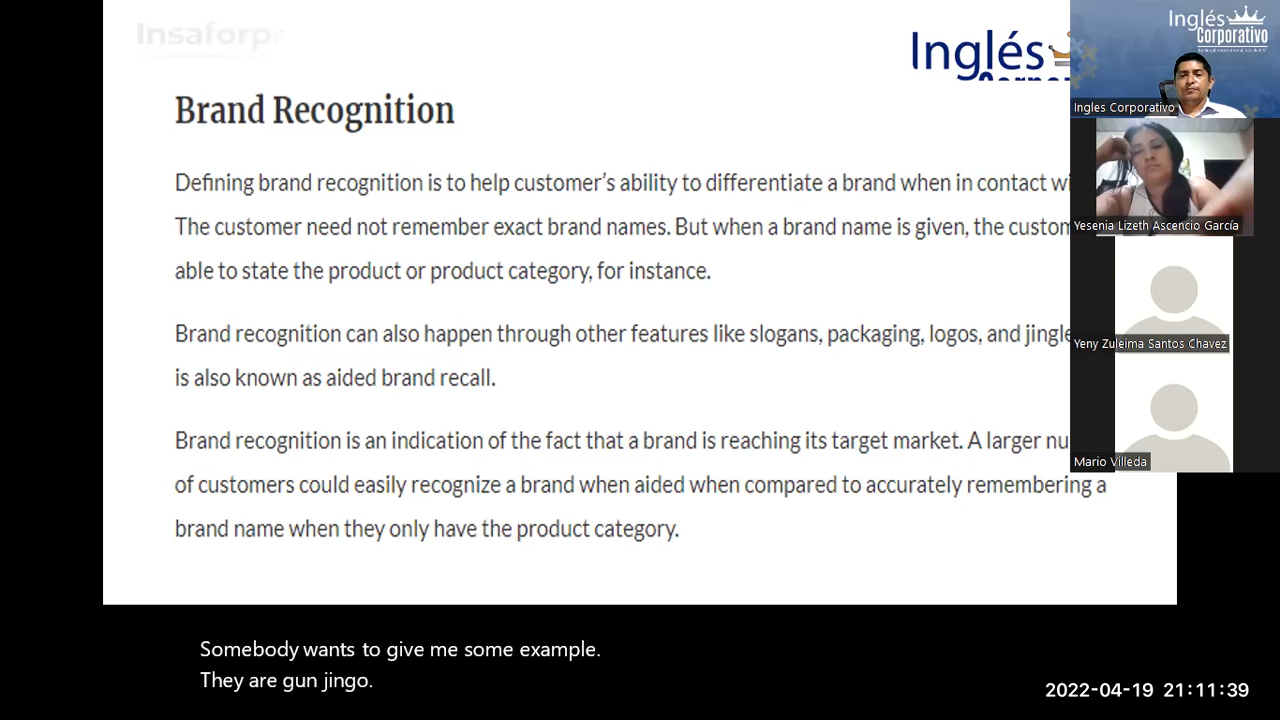 Insaforp
Inglés
Inglés
Corporativo
Brand Recognition
Ingles Corporativo
Defining brand recognition is to help customer's ability to differentiate a brand when in contact
Yesenia Lizeth Ascencio García
The customer need not remember exact brand names. But when a brand name is given, the
able to state the product or product category, for instance.
Brand recognition can also happen through other features like slogans, packaging, logos, and
Yeny Zuleima Santos Chavez
is also known as aided brand recall.
Brand recognition is an indication of the fact that a brand is reaching its target market. A larger
Mario Villeda
of customers could easily recognize a brand when aided when compared to accurately remembering a
brand name when they only have the product category.
Somebody wants to give me some example.
They are gun jingo.
2022-04-19 21:11:39